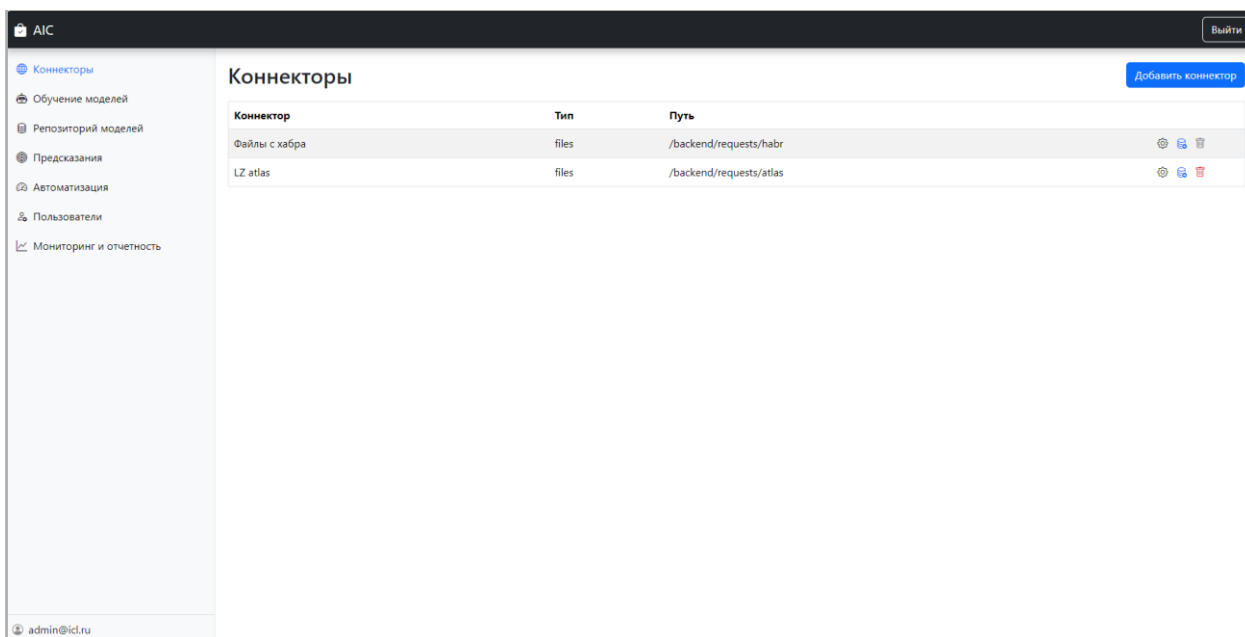 AIC
Выйти
Коннекторы
Обучение моделей
Репозиторий моделей
Предсказания
Автоматизация
Пользователи
Мониторинг и отчетность
admin@icl.ru
Коннекторы
Добавить коннектор
Коннектор Тип Путь
Файлы с хабра files /backend/requests/habr
LZ atlas files /backend/requests/atlas